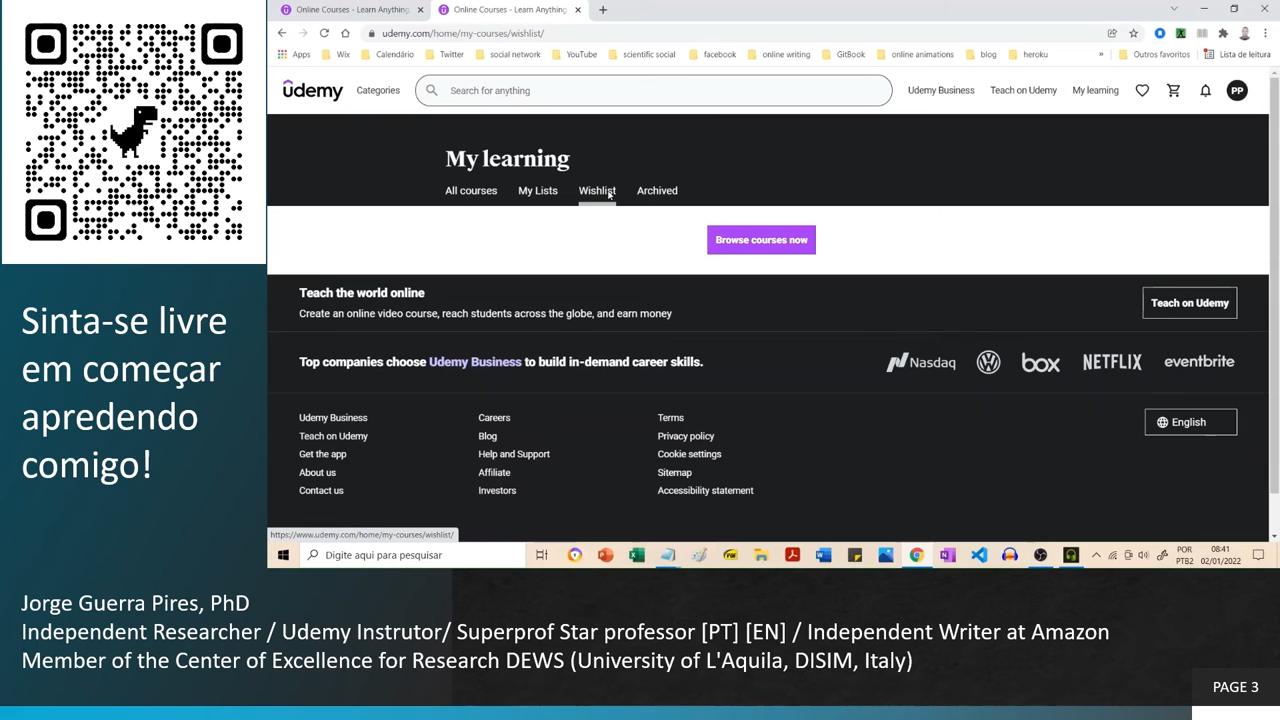 Online Courses - Learn Anything
Online Courses - Learn Anything
udemy.com/home/my-courses/wishlist/
Apps
Wix
Calendário
Twitter
social network
YouTube
scientific social
facebook
online writing
GitBook
online animations
blog
heroku
»
Outros favoritos
Lista de leitura
udemy
Categories
Search for anything
Udemy Business
Teach on Udemy
My learning
PP
My learning
All courses
My Lists
Wishlist
Archived
Browse courses now
Teach the world online
Create an online video course, reach students across the globe, and earn money
Teach on Udemy
Top companies choose Udemy Business to build in-demand career skills.
Nasdaq
box
NETFLIX
eventbrite
Udemy Business
Careers
Terms
English
Teach on Udemy
Blog
Privacy policy
Get the app
Help and Support
Cookie settings
About us
Affiliate
Sitemap
Contact us
Investors
Accessibility statement
https://www.udemy.com/home/my-courses/wishlist/
Digite aqui para pesquisar
POR
PTB2
08:41
02/01/2022
Sinta-se livre
em começar
apredendo
comigo!
Jorge Guerra Pires, PhD
Independent Researcher / Udemy Instrutor/ Superprof Star professor [PT] [EN] / Independent Writer at Amazon
Member of the Center of Excellence for Research DEWS (University of L'Aquila, DISIM, Italy)
PAGE 3